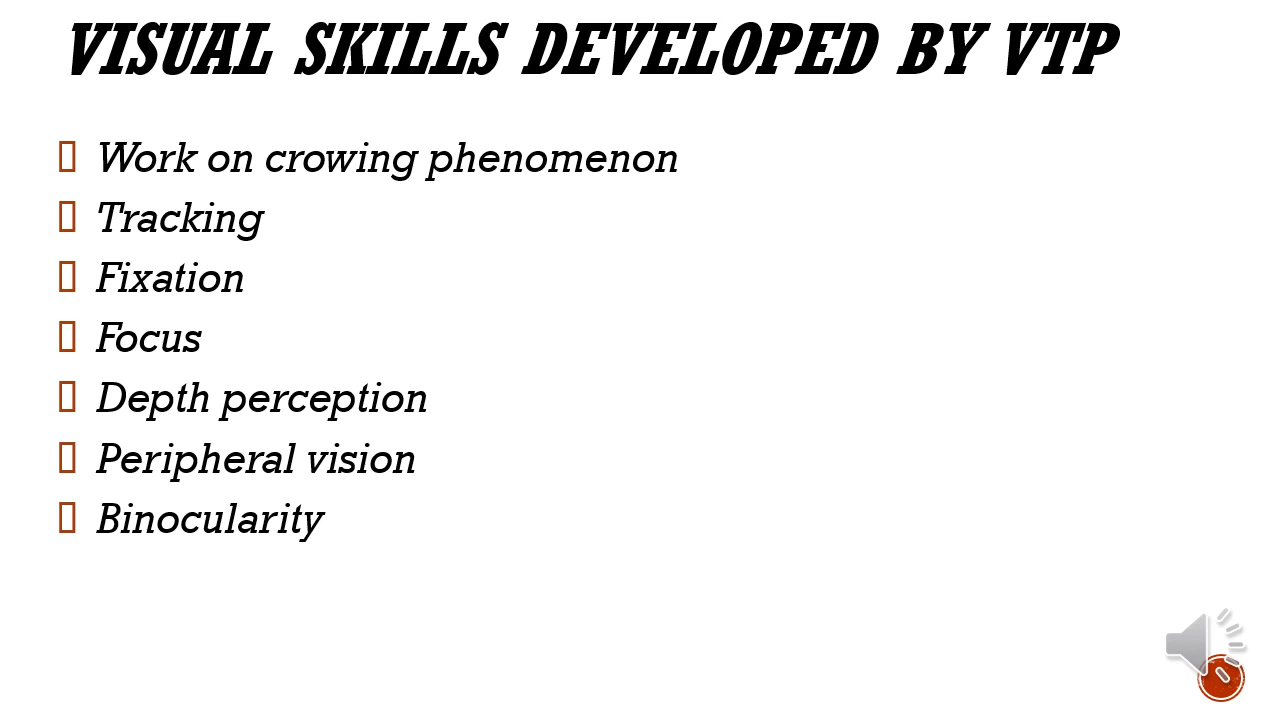 VISUAL SKILLS DEVELOPED BY VTP
Work on crowing phenomenon
Tracking
Fixation
Focus
Depth perception
Peripheral vision
Binocularity